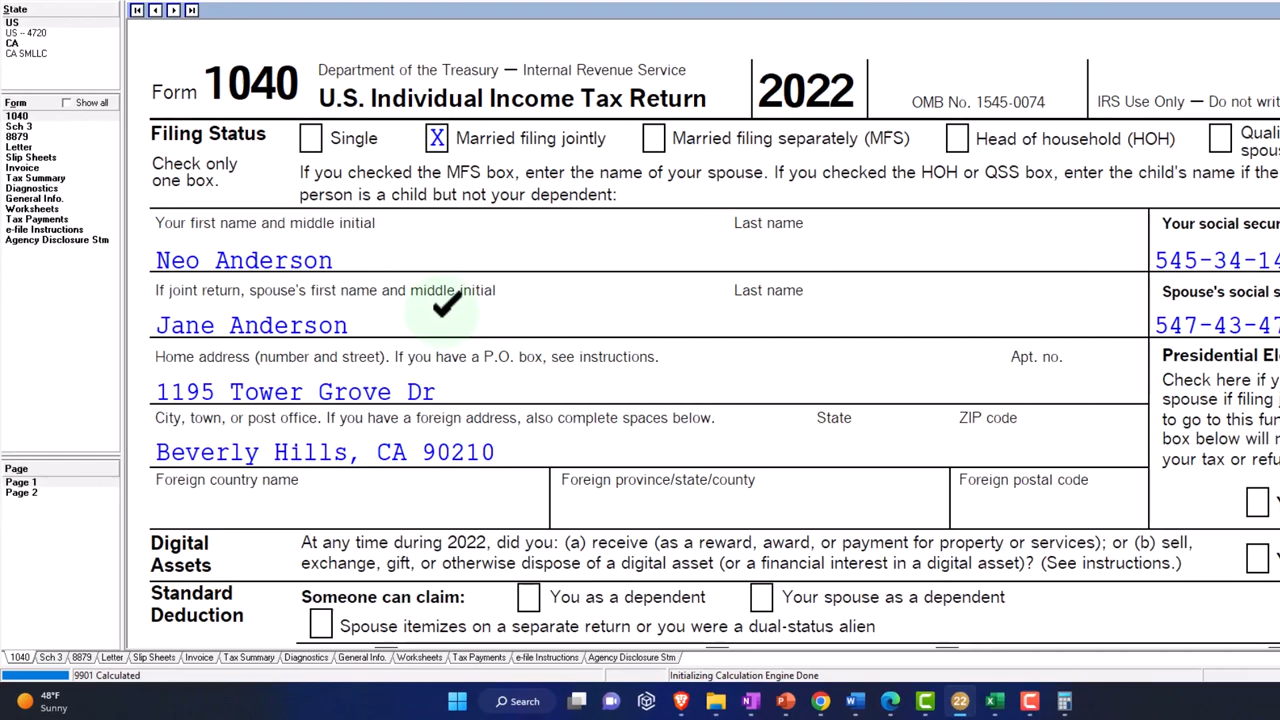 State
US
US -- 4720
CA
CA SMLLC
Form
Show all
1040
Sch 3
8879
Letter
Slip Sheets
Invoice
Tax Summary
Diagnostics
General Info.
Worksheets
Tax Payments
e-file Instructions
Agency Disclosure Stm
Page
Page 1
Page 2
Form 1040
Department of the Treasury — Internal Revenue Service
U.S. Individual Income Tax Return
2022
OMB No. 1545-0074
IRS Use Only – Do not writ
Filing Status
Check only
one box.
Single
X Married filing jointly
Married filing separately (MFS)
Head of household (HOH)
Quali
spous
If you checked the MFS box, enter the name of your spouse. If you checked the HOH or QSS box, enter the child's name if the
person is a child but not your dependent:
Your first name and middle initial
Last name
Your social secur
Neo Anderson
545-34-14
If joint return, spouse's first name and middle initial
Last name
Spouse's social s
Jane Anderson
547-43-47
Home address (number and street). If you have a P.O. box, see instructions.
Apt. no.
Presidential El
1195 Tower Grove Dr
Check here if y
spouse if filing j
to go to this fun
box below will n
your tax or refu
City, town, or post office. If you have a foreign address, also complete spaces below.
State
ZIP code
Beverly Hills, CA 90210
Foreign country name
Foreign province/state/county
Foreign postal code
Digital
Assets
At any time during 2022, did you: (a) receive (as a reward, award, or payment for property or services); or (b) sell,
exchange, gift, or otherwise dispose of a digital asset (or a financial interest in a digital asset)? (See instructions.)
Standard
Deduction
Someone can claim:
You as a dependent
Your spouse as a dependent
Spouse itemizes on a separate return or you were a dual-status alien
1040 Sch 3 8879 Letter Slip Sheets Invoice Tax Summary Diagnostics General Info. Worksheets Tax Payments e-file Instructions Agency Disclosure Stm
9901 Calculated
Initializing Calculation Engine Done
48°F
Sunny
Search
22